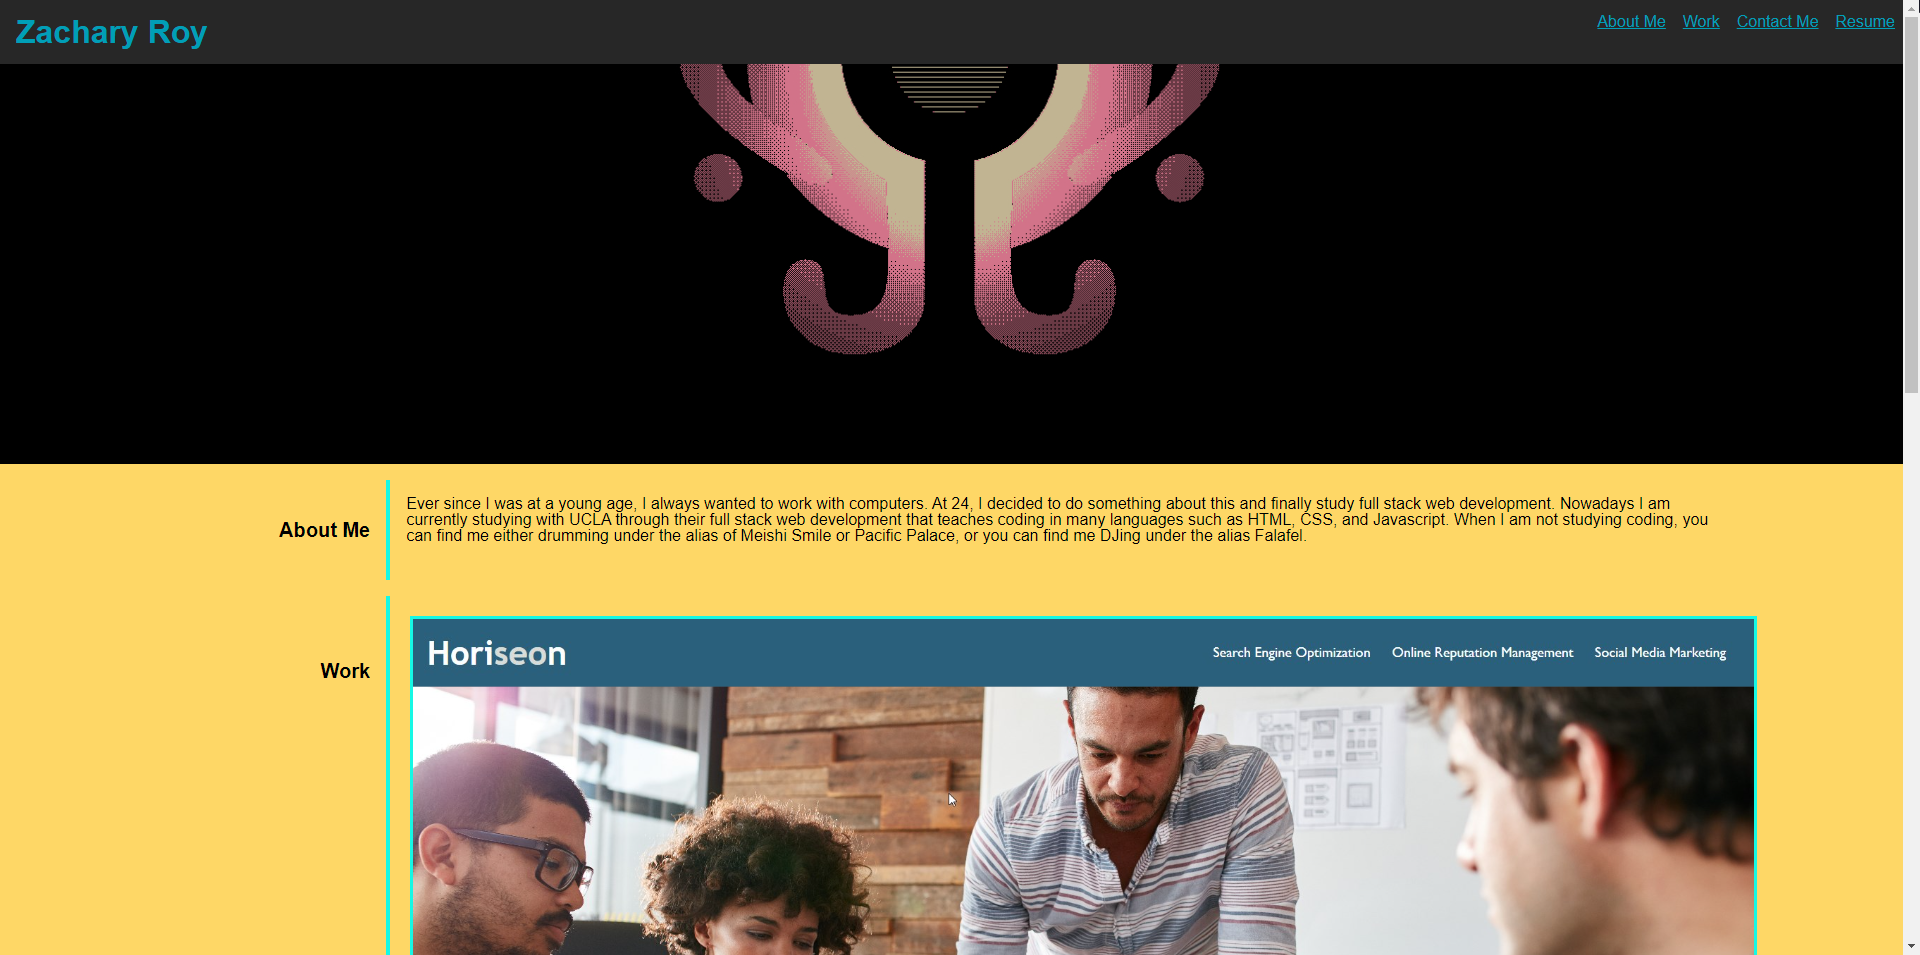 Zachary Roy
About Me Work Contact Me Resume
About Me
Ever since I was at a young age, I always wanted to work with computers. At 24, I decided to do something about this and finally study full stack web development. Nowadays I am
currently studying with UCLA through their full stack web development that teaches coding in many languages such as HTML, CSS, and Javascript. When I am not studying coding, you
can find me either drumming under the alias of Meishi Smile or Pacific Palace, or you can find me DJing under the alias Falafel.
Work
Horiseon
Search Engine Optimization Online Reputation Management Social Media Marketing